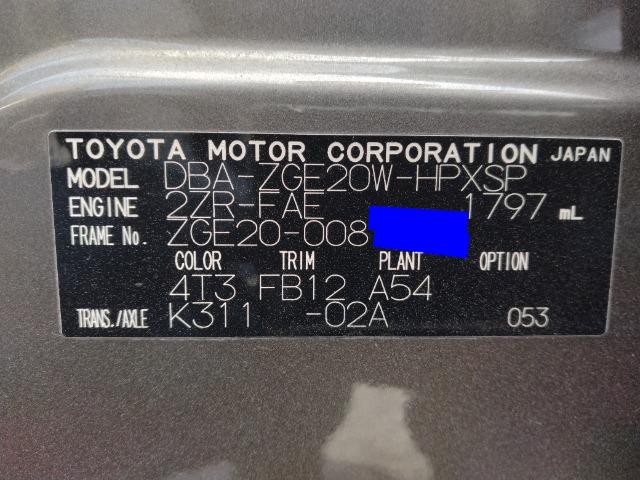 TOYOTA MOTOR CORPORATION JAPAN
MODEL DBA-ZGE20W-HPXSP
ENGINE 2ZR-FAE 1797 mL
FRAME No. ZGE20-008
COLOR TRIM PLANT OPTION
4T3 FB12 A54
TRANS./AXLE K311 -02A 053